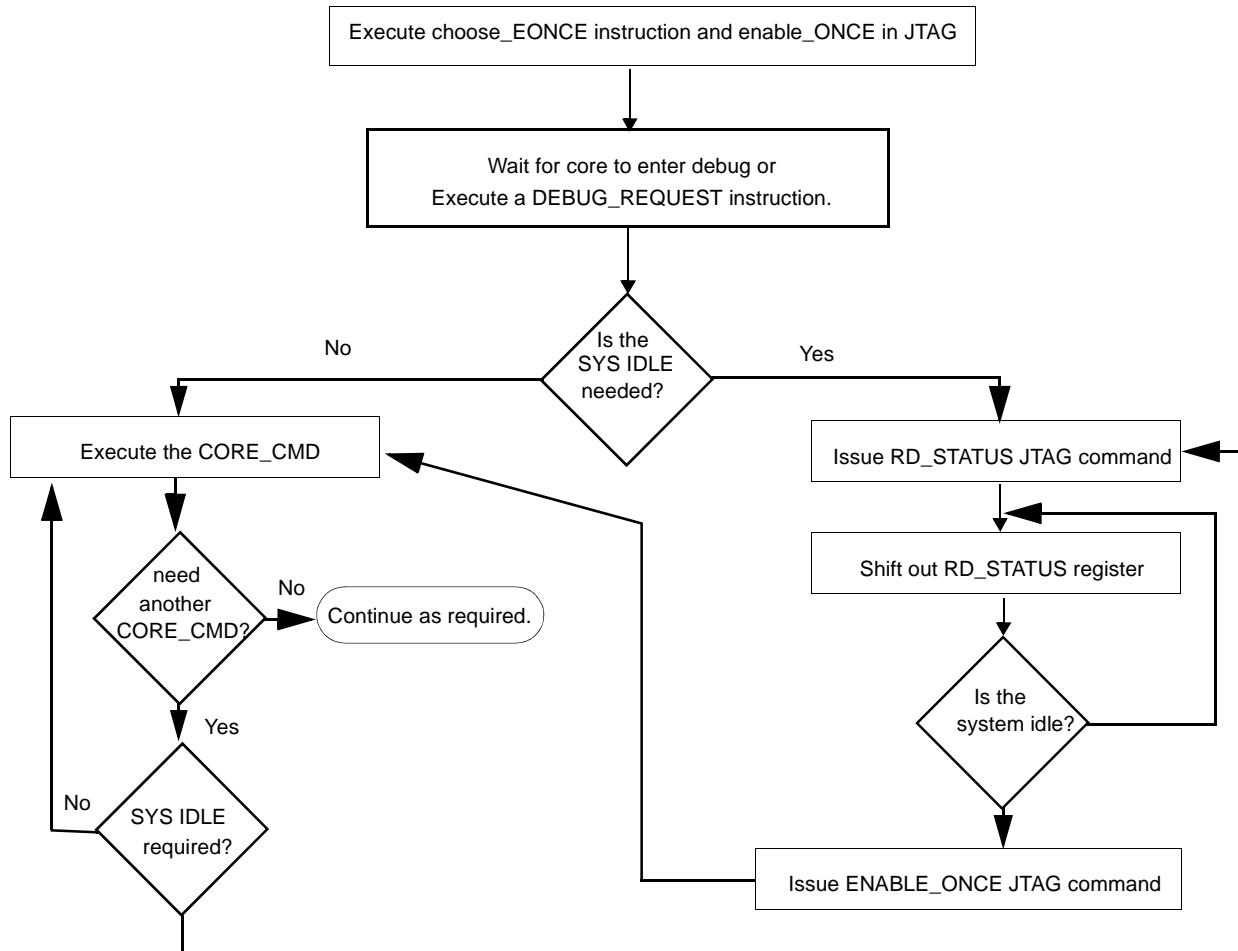 Execute choose_EONCE instruction and enable_ONCE in JTAG
Wait for core to enter debug or
Execute a DEBUG_REQUEST instruction.
Is the
SYS IDLE
needed?
No
Yes
Execute the CORE_CMD
Issue RD_STATUS JTAG command
need
another
CORE_CMD?
No
Continue as required.
Shift out RD_STATUS register
Yes
Is the
system idle?
No
SYS IDLE
required?
Issue ENABLE_ONCE JTAG command